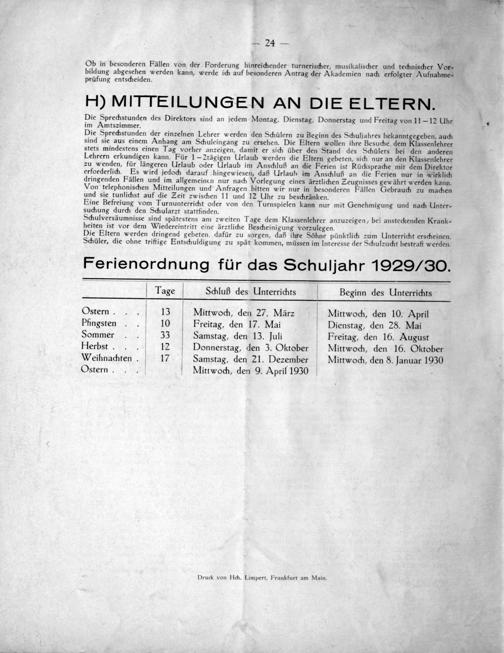 — 24 —
Ob in besonderen Fällen von der Forderung hinreichender turnerischer, musikalischer und technischer Vor-
bildung abgesehen werden kann, werde ich auf besonderen Antrag der Akademien nach erfolgter Aufnahme-
prüfung entscheiden.
H) MITTEILUNGEN AN DIE ELTERN.
Die Sprechstunden des Direktors sind an jedem Montag, Dienstag, Donnerstag und Freitag von 11—12 Uhr
im Amtszimmer.
Die Sprechstunden der einzelnen Lehrer werden den Schülern zu Beginn des Schuljahres bekanntgegeben, auch
sind sie aus einem Anhang am Schuleingang zu ersehen. Die Eltern wollen ihre Besuche, dem Klassenlehrer
stets mindestens einen Tag vorher anzeigen, damit er sich über den Stand des Schülers bei den anderen
Lehrern erkundigen kann. Für 1—2tägigen Urlaub werden die Eltern gebeten, sich nur an den Klassenlehrer
zu wenden, für längeren Urlaub oder Urlaub im Anschluß an die Ferien ist Rücksprache mit dem Direktor
erforderlich. Es wird jedoch darauf hingewiesen, daß Urlaub im Anschluß an die Ferien nur in wirklich
dringenden Fällen und im allgemeinen nur nach Vorlegung eines ärztlichen Zeugnisses gewährt werden kann.
Von telephonischen Mitteilungen und Anfragen bitten wir nur in besonderen Fällen Gebrauch zu machen
und sie tunlichst auf die Zeit zwischen 11 und 12 Uhr zu beschränken.
Eine Befreiung vom Turnunterricht oder von den Turnspielen kann nur mit Genehmigung und nach Unter-
suchung durch den Schularzt stattfinden.
Schulversäumnisse sind spätestens am zweiten Tage dem Klassenlehrer anzuzeigen, bei ansteckenden Krank-
heiten ist vor dem Wiedereintritt eine ärztliche Bescheinigung vorzulegen.
Die Eltern werden dringend gebeten, dafür zu sorgen, daß ihre Söhne pünktlich zum Unterricht erscheinen.
Schüler, die ohne triftige Entschuldigung zu spät kommen, müssen im Interesse der Schulzucht bestraft werden.
Ferienordnung für das Schuljahr 1929/30.
Tage Schluß des Unterrichts Beginn des Unterrichts
Ostern . . . 13 Mittwoch, den 27. März Mittwoch, den 10. April
Pfingsten . . 10 Freitag, den 17. Mai Dienstag, den 28. Mai
Sommer . . 33 Samstag, den 13. Juli Freitag, den 16. August
Herbst . . . 12 Donnerstag, den 3. Oktober Mittwoch, den 16. Oktober
Weihnachten . 17 Samstag, den 21. Dezember Mittwoch, den 8. Januar 1930
Ostern . . . Mittwoch, den 9. April 1930
Druck von Hch. Limpert, Frankfurt am Main.